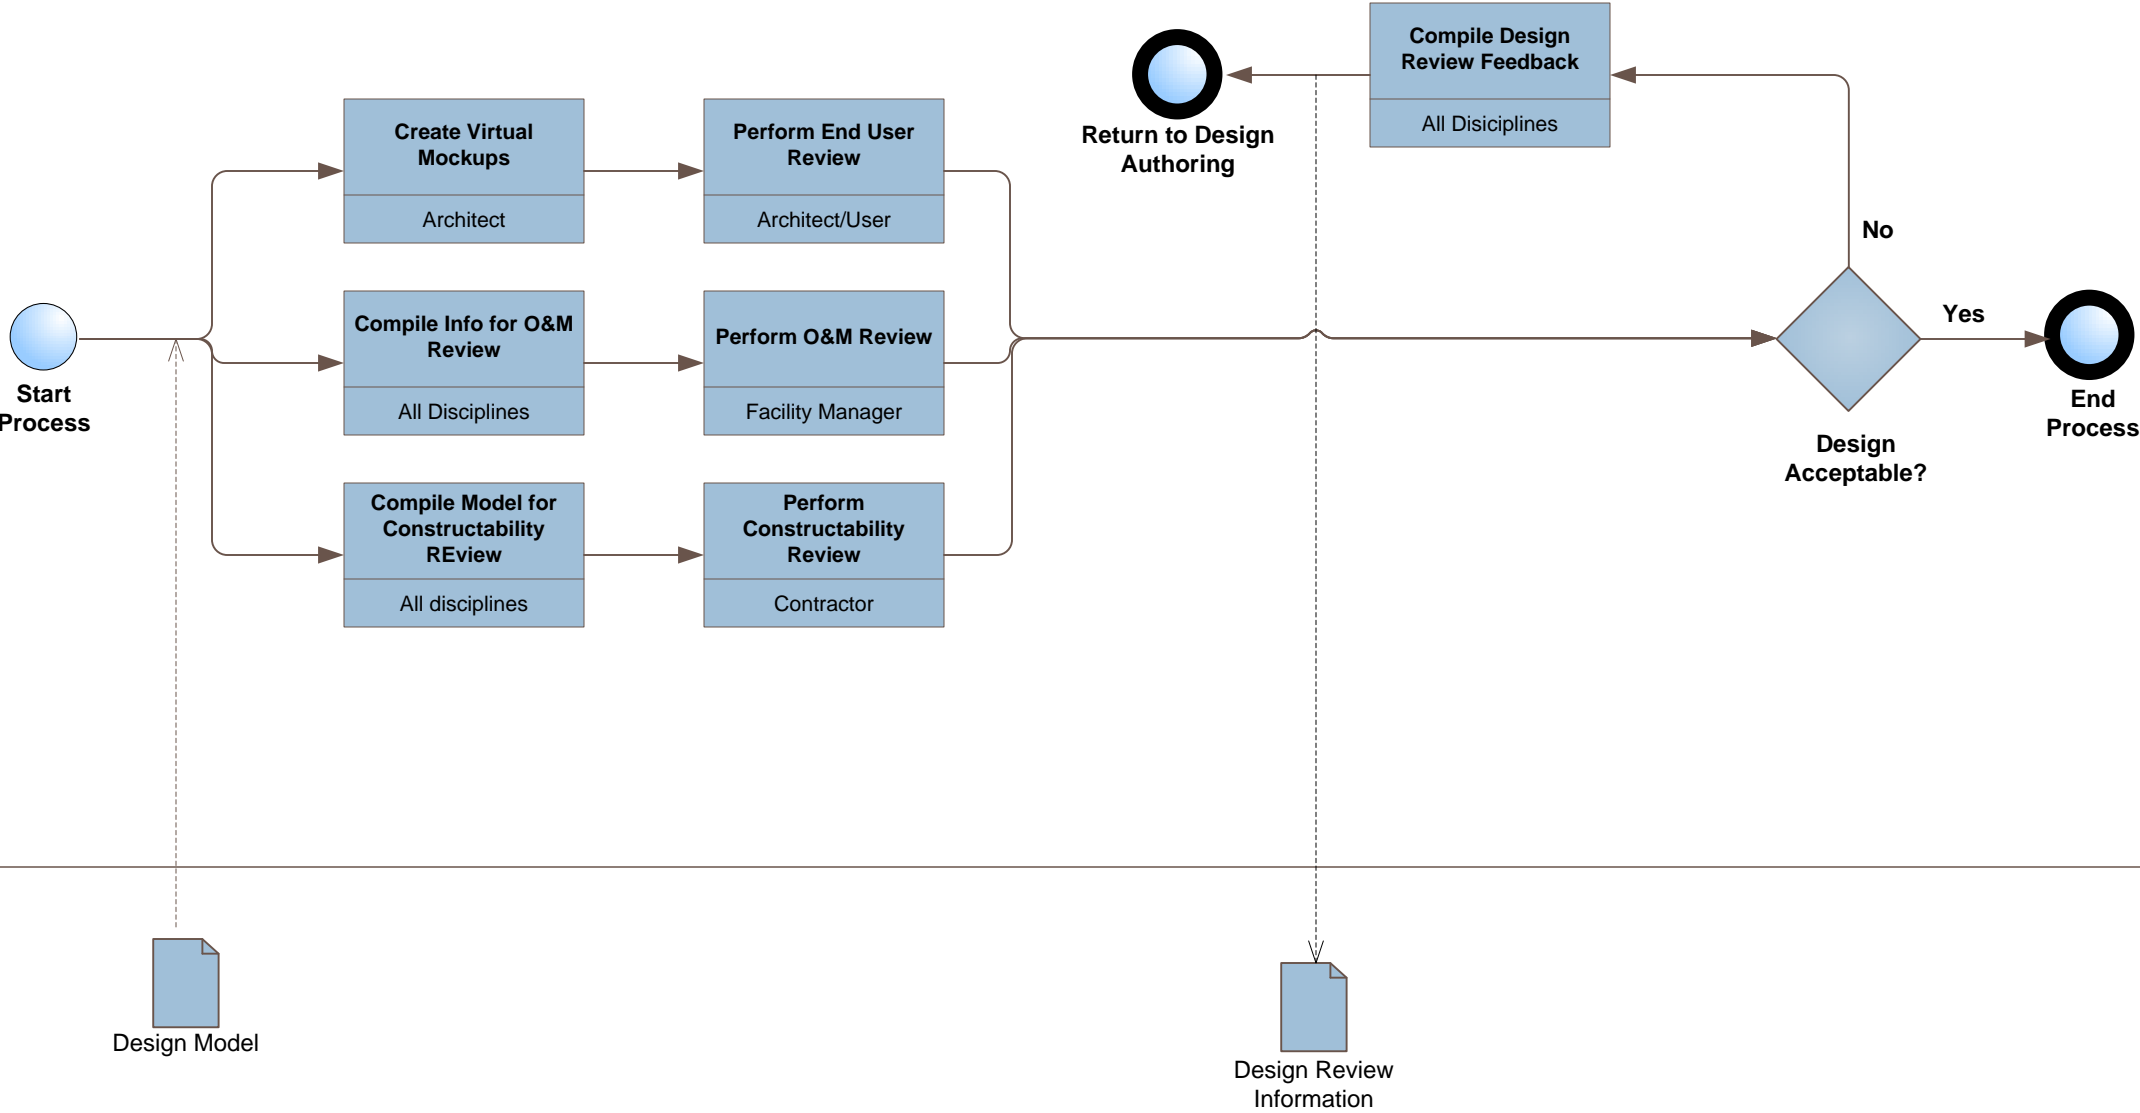 Compile Design
Review Feedback
All Disiciplines
Return to Design
Authoring
Create Virtual
Mockups
Architect
Perform End User
Review
Architect/User
No
Start
Process
Compile Info for O&M
Review
All Disciplines
Perform O&M Review
Facility Manager
Yes
End
Process
Design
Acceptable?
Compile Model for
Constructability
REview
All disciplines
Perform
Constructability
Review
Contractor
Design Model
Design Review
Information